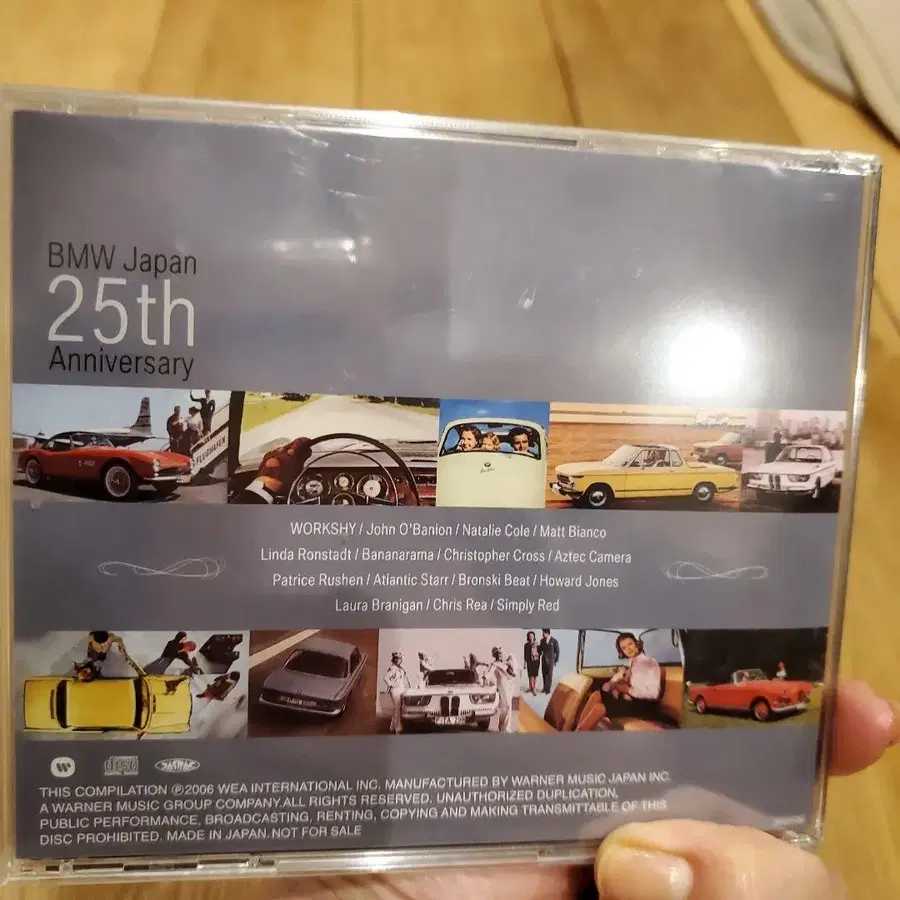 BMW Japan
25th
Anniversary
FLUGHAFEN
WORKSHY / John O'Banion / Natalie Cole / Matt Bianco
Linda Ronstadt / Bananarama / Christopher Cross / Aztec Camera
Patrice Rushen / Atlantic Starr / Bronski Beat / Howard Jones
Laura Branigan / Chris Rea / Simply Red
disc
THIS COMPILATION ℗2006 WEA INTERNATIONAL INC. MANUFACTURED BY WARNER MUSIC JAPAN INC.
A WARNER MUSIC GROUP COMPANY.ALL RIGHTS RESERVED. UNAUTHORIZED DUPLICATION,
PUBLIC PERFORMANCE, BROADCASTING, RENTING, COPYING AND MAKING TRANSMITTABLE OF THIS
DISC PROHIBITED. MADE IN JAPAN.NOT FOR SALE